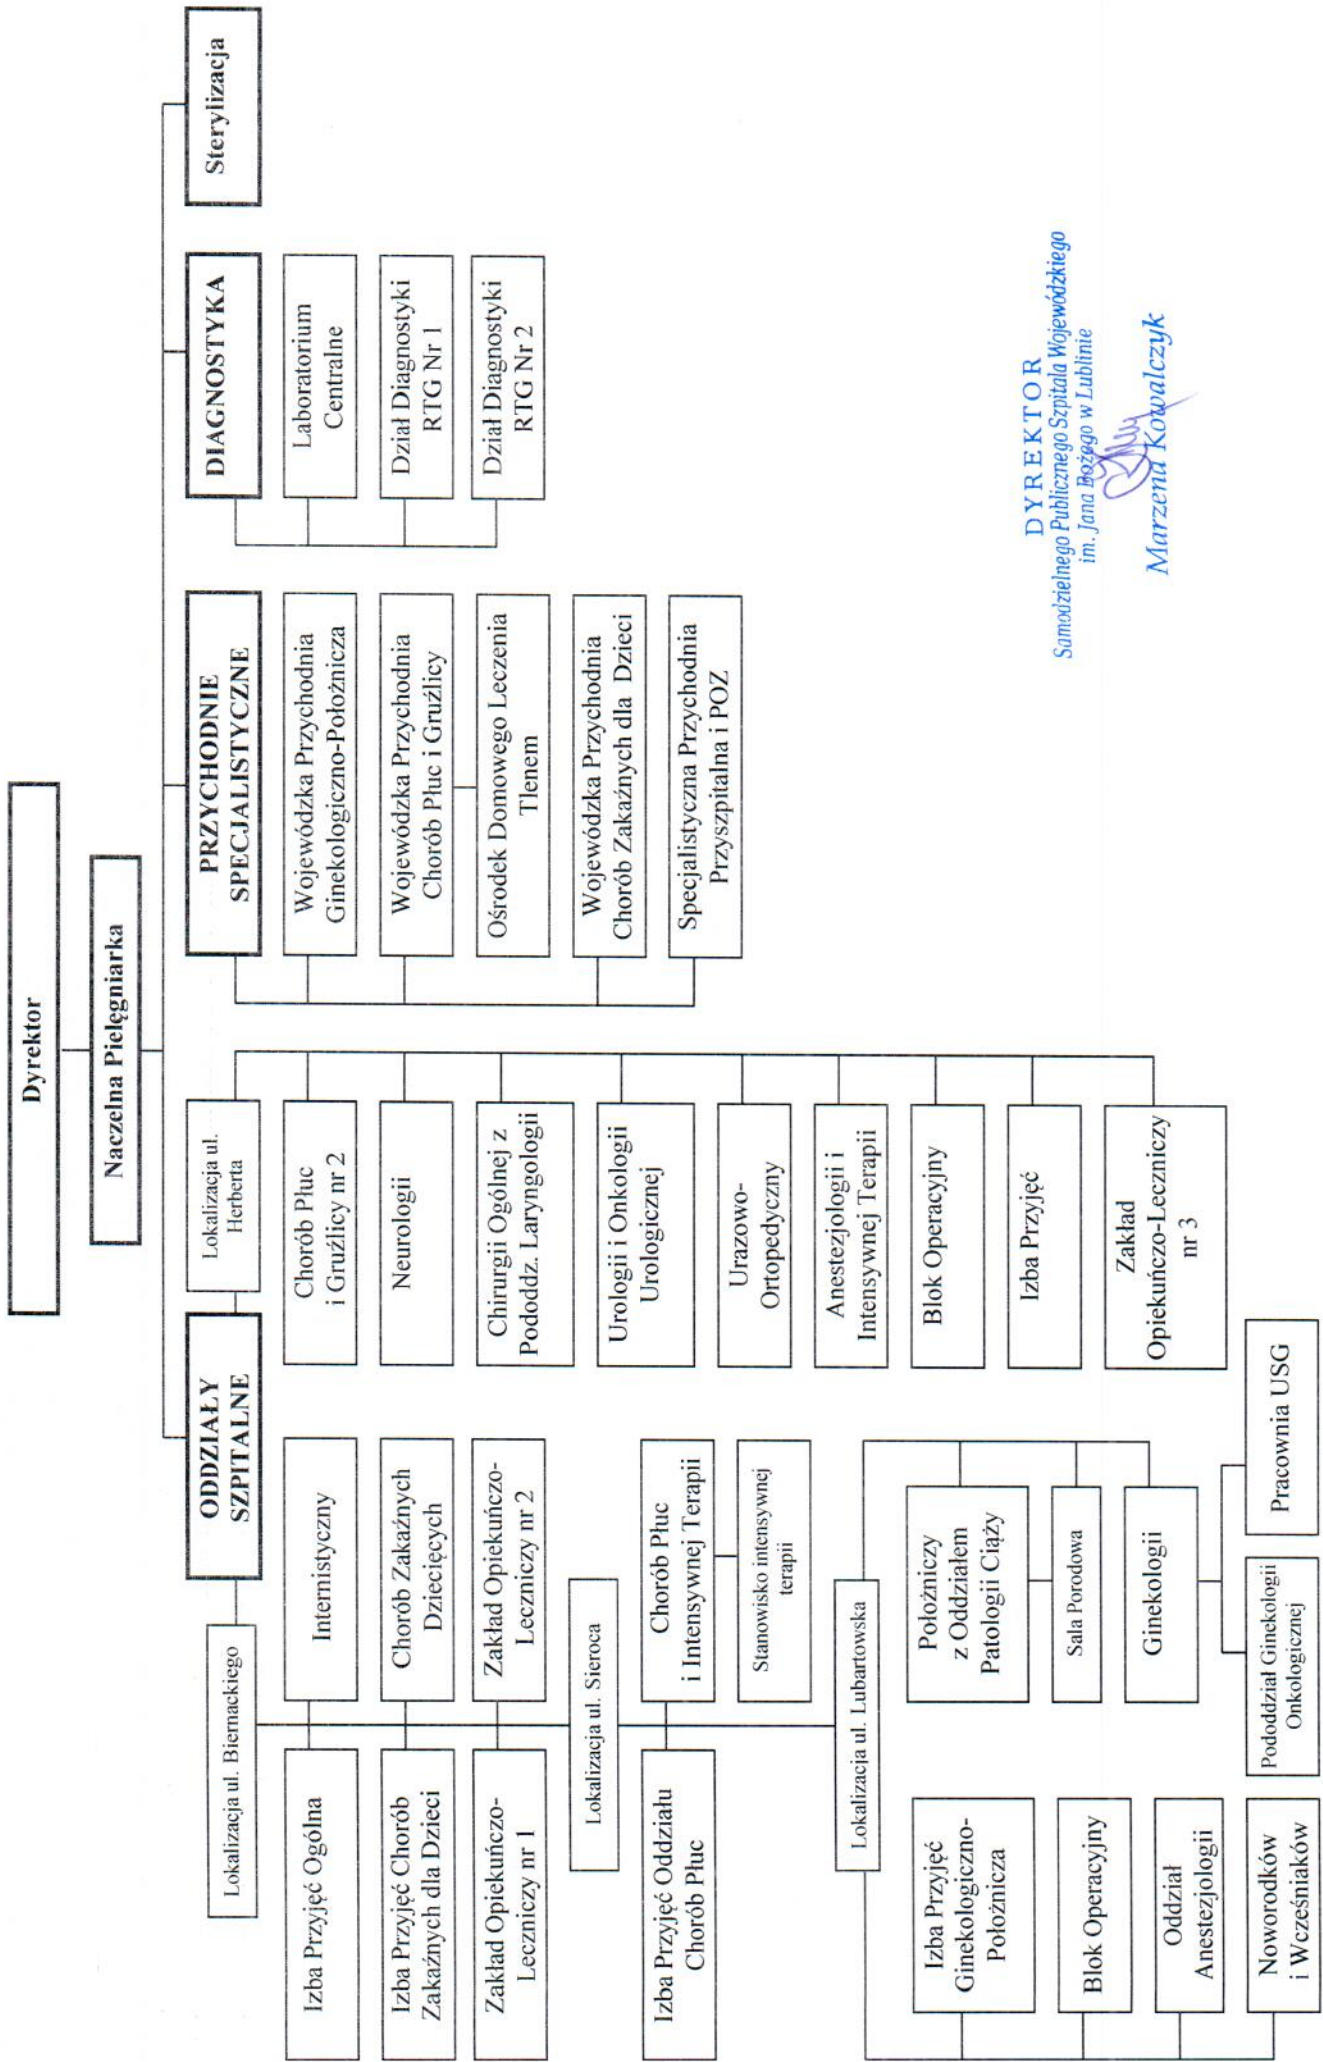 Dyrektor
Naczelna Pielęgniarka
ODDZIAŁY
SZPITALNE
Lokalizacja ul.
Herberta
PRZYCHODNIE
SPECJALISTYCZNE
DIAGNOSTYKA
Sterylizacja
Lokalizacja ul. Biernackiego
Izba Przyjęć Ogólna
Internistyczny
Izba Przyjęć Chorób
Zakaźnych dla Dzieci
Chorób Zakaźnych
Dziecięcych
Zakład Opiekuńczo-
Leczniczy nr 1
Zakład Opiekuńczo-
Leczniczy nr 2
Lokalizacja ul. Sieroca
Izba Przyjęć Oddziału
Chorób Płuc
Chorób Płuc
i Intensywnej Terapii
Stanowisko intensywnej
terapii
Lokalizacja ul. Lubartowska
Izba Przyjęć
Ginekologiczno-
Położnicza
Blok Operacyjny
Oddział
Anestezjologii
Noworodków
i Wcześniaków
Położniczy
z Oddziałem
Patologii Ciąży
Sala Porodowa
Ginekologii
Pododdział Ginekologii
Onkologicznej
Pracownia USG
Chorób Płuc
i Gruźlicy nr 2
Neurologii
Chirurgii Ogólnej z
Pododdz. Laryngologii
Urologii i Onkologii
Urologicznej
Urazowo-
Ortopedyczny
Anestezjologii i
Intensywnej Terapii
Blok Operacyjny
Izba Przyjęć
Zakład
Opiekuńczo-Leczniczy
nr 3
Wojewódzka Przychodnia
Ginekologiczno-Położnicza
Wojewódzka Przychodnia
Chorób Płuc i Gruźlicy
Ośrodek Domowego Leczenia
Tlenem
Wojewódzka Przychodnia
Chorób Zakaźnych dla Dzieci
Specjalistyczna Przychodnia
Przyszpitalna i POZ
Laboratorium
Centralne
Dział Diagnostyki
RTG Nr 1
Dział Diagnostyki
RTG Nr 2
DYREKTOR
Samodzielnego Publicznego Szpitala Wojewódzkiego
im. Jana Bożego w Lublinie
Marzena Kowalczyk